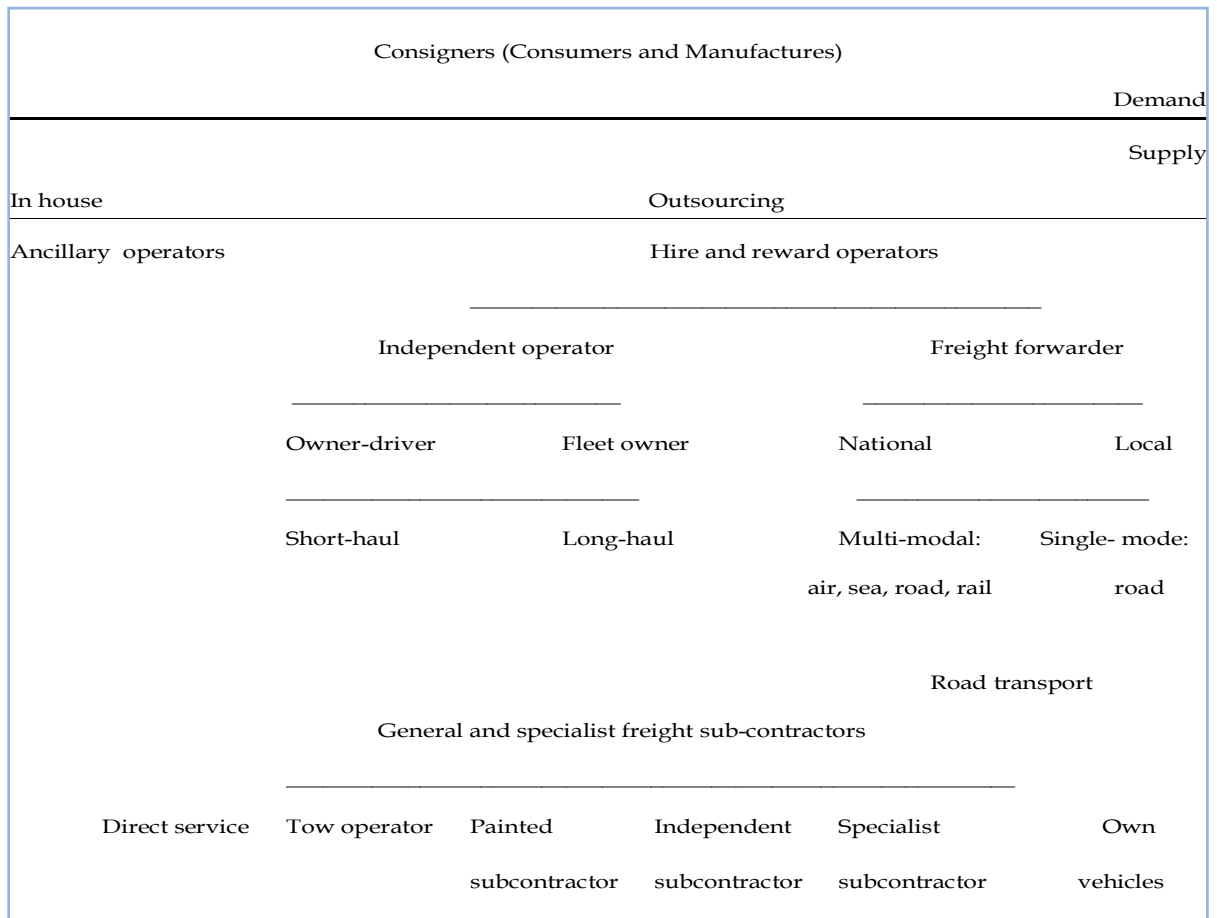 Consigners (Consumers and Manufactures)
Demand
Supply
In house Outsourcing
Ancillary operators Hire and reward operators
Independent operator Freight forwarder
Owner-driver Fleet owner National Local
Short-haul Long-haul Multi-modal: Single- mode:
air, sea, road, rail road
Road transport
General and specialist freight sub-contractors
Direct service Tow operator Painted Independent Specialist Own
subcontractor subcontractor subcontractor vehicles